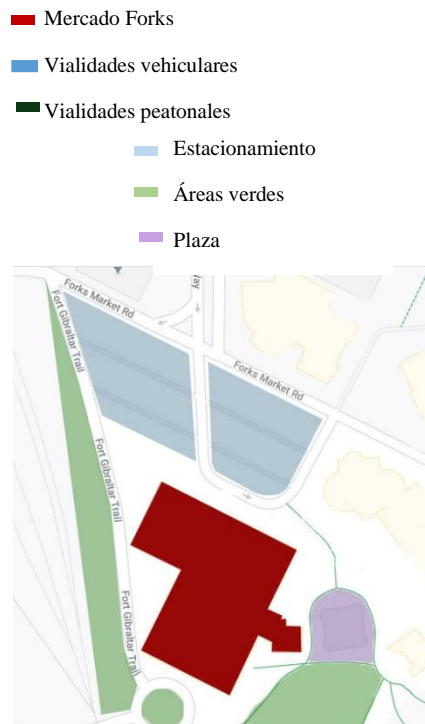 Mercado Forks
Vialidades vehiculares
Vialidades peatonales
Estacionamiento
Áreas verdes
Plaza
Forks Market Rd
Fort Gibraltar Trail
Forks Market Rd
Fort Gibraltar Trail
Fort Gibraltar Trail